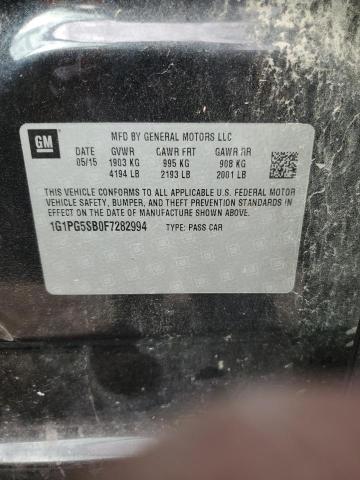 GM
MFD BY GENERAL MOTORS LLC
DATE GVWR GAWR FRT GAWR RR
05/15 1903 KG 995 KG 908 KG
4194 LB 2193 LB 2001 LB
THIS VEHICLE CONFORMS TO ALL APPLICABLE U.S. FEDERAL MOTOR
VEHICLE SAFETY, BUMPER, AND THEFT PREVENTION STANDARDS
IN EFFECT ON THE DATE OF MANUFACTURE SHOWN ABOVE.
1G1PG5SB0F7282994 TYPE: PASS CAR